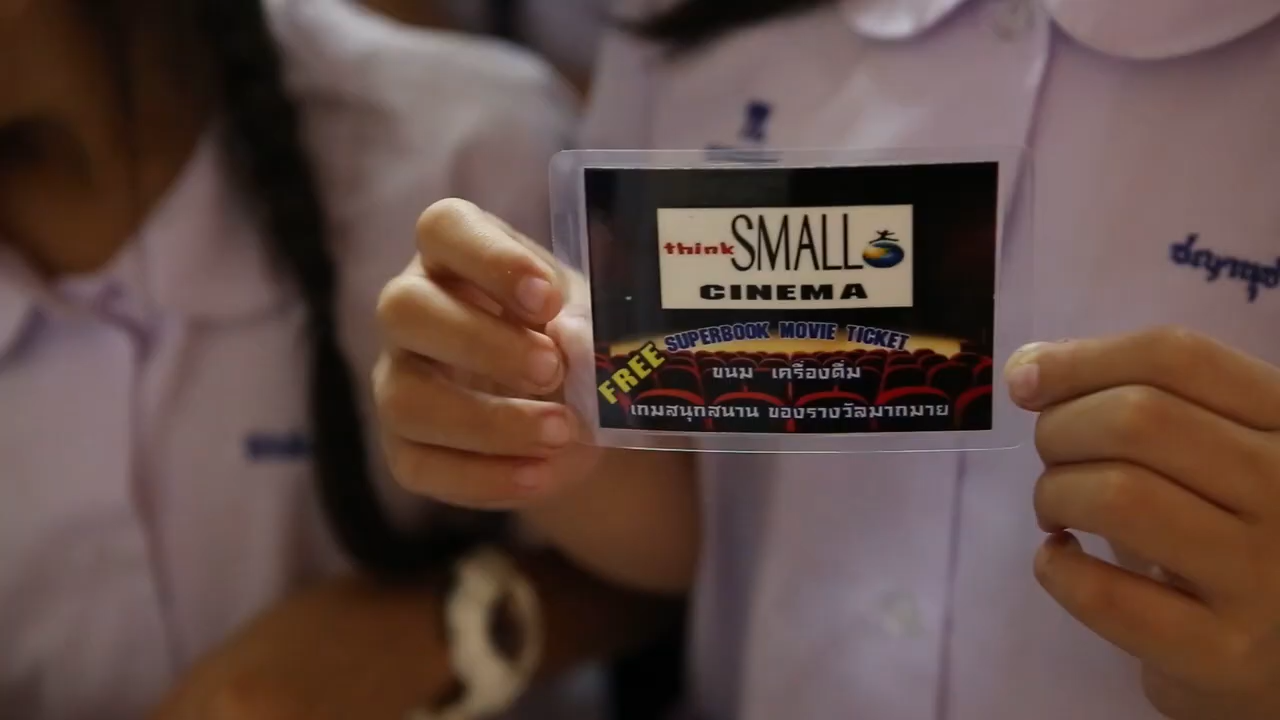 think SMALL
CINEMA
SUPERBOOK MOVIE TICKET
FREE
ขนม เครื่องดื่ม
เกมสนุกสนาน ของรางวัลมากมาย